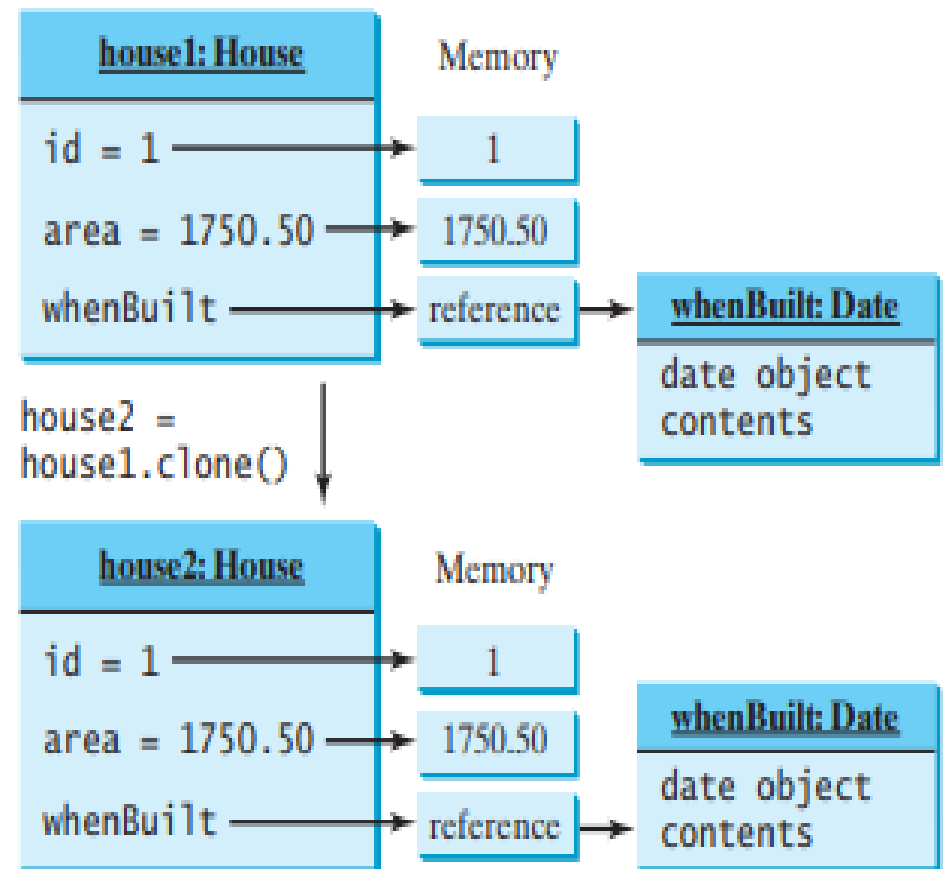 house1: House
Memory
id = 1
1
area = 1750.50
1750.50
whenBuilt
reference
whenBuilt: Date
date object
contents
house2 =
house1.clone()
house2: House
Memory
id = 1
1
area = 1750.50
1750.50
whenBuilt
reference
whenBuilt: Date
date object
contents